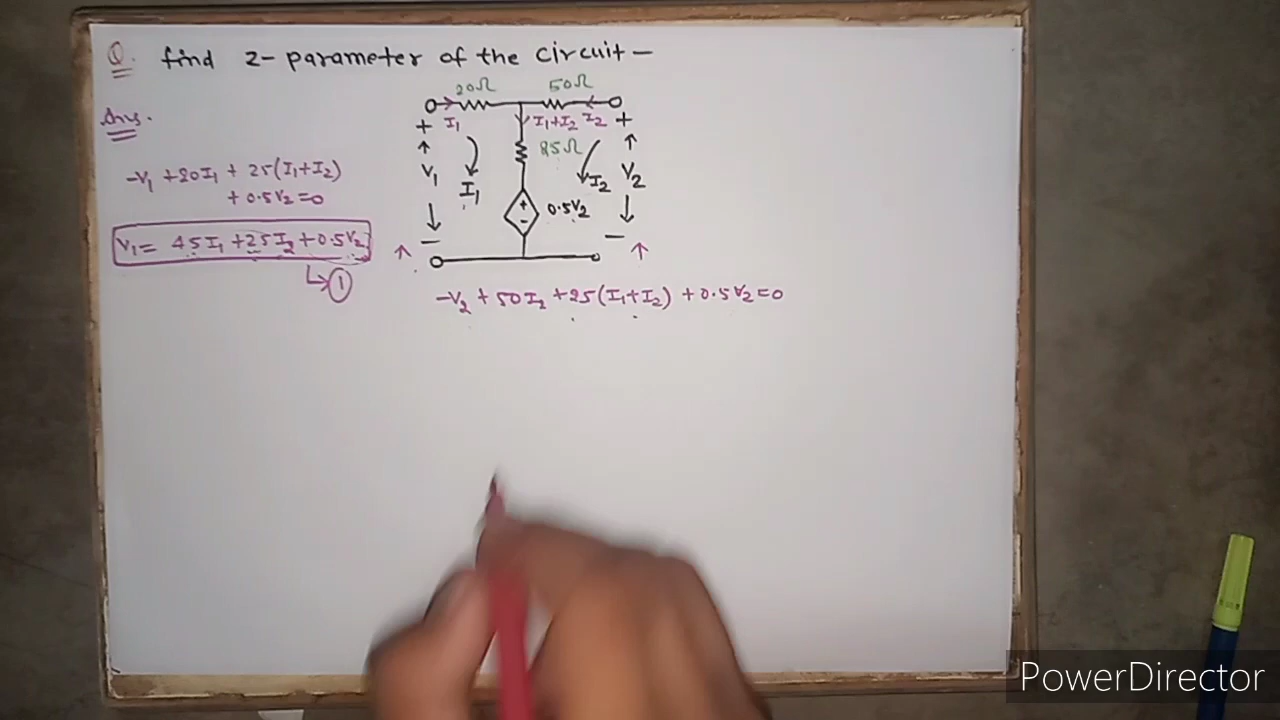 Q. find z-parameter of the circuit-
Ans.
20Ω 50Ω
I1 I1+I2 I2
+ +
25Ω
V1 I1 I2 V2
+
- 0.5V2
- -
-V1 +20I1 + 25(I1+I2)
+ 0.5V2 =0
V1 = 45I1 +25I2 +0.5V2
1
-V2 + 50I2 +25(I1+I2) +0.5V2 =0
PowerDirector